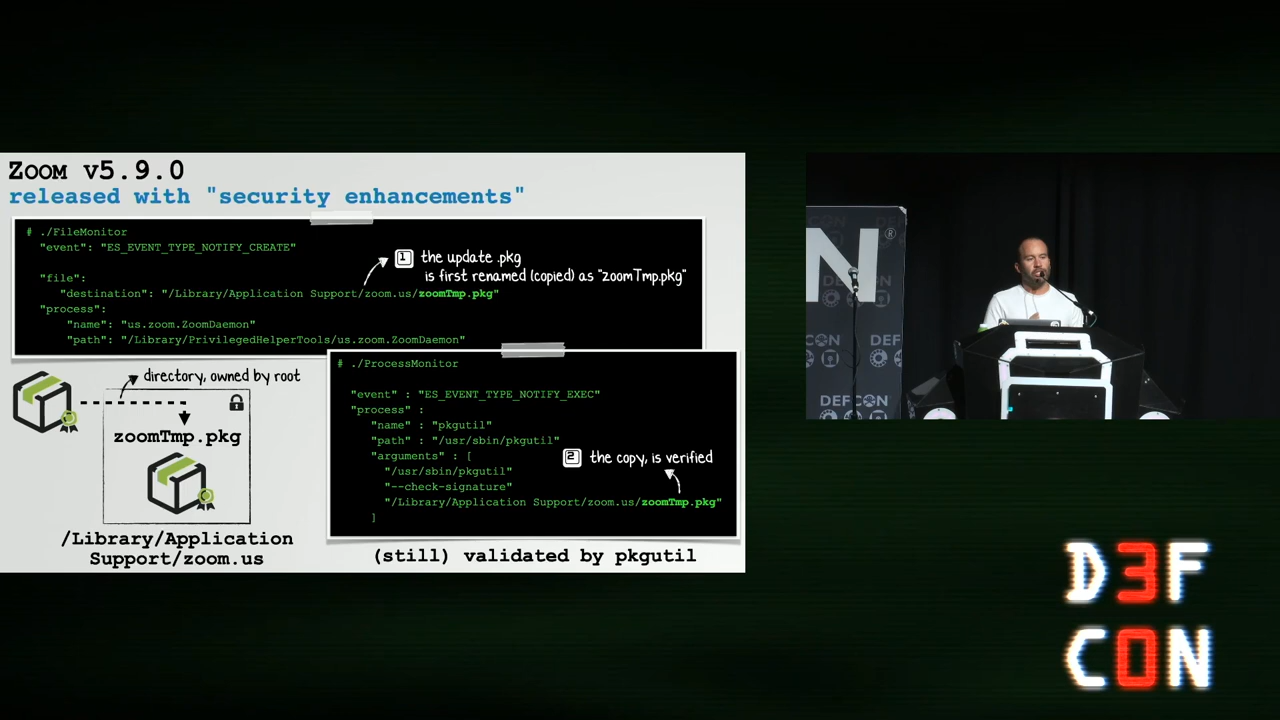 Zoom v5.9.0
released with "security enhancements"
# ./FileMonitor
"event": "ES_EVENT_TYPE_NOTIFY_CREATE"
"file":
"destination": "/Library/Application Support/zoom.us/zoomTmp.pkg"
"process":
"name": "us.zoom.ZoomDaemon"
"path": "/Library/PrivilegedHelperTools/us.zoom.ZoomDaemon"
1 the update .pkg
is first renamed (copied) as "zoomTmp.pkg"
directory, owned by root
zoomTmp.pkg
/Library/Application
Support/zoom.us
# ./ProcessMonitor
"event" : "ES_EVENT_TYPE_NOTIFY_EXEC"
"process" :
"name" : "pkgutil"
"path" : "/usr/sbin/pkgutil"
"arguments" : [
"/usr/sbin/pkgutil"
"--check-signature"
"/Library/Application Support/zoom.us/zoomTmp.pkg"
]
2 the copy, is verified
(still) validated by pkgutil
N ®
DEF
CON
DEFCON
D3F
C0N